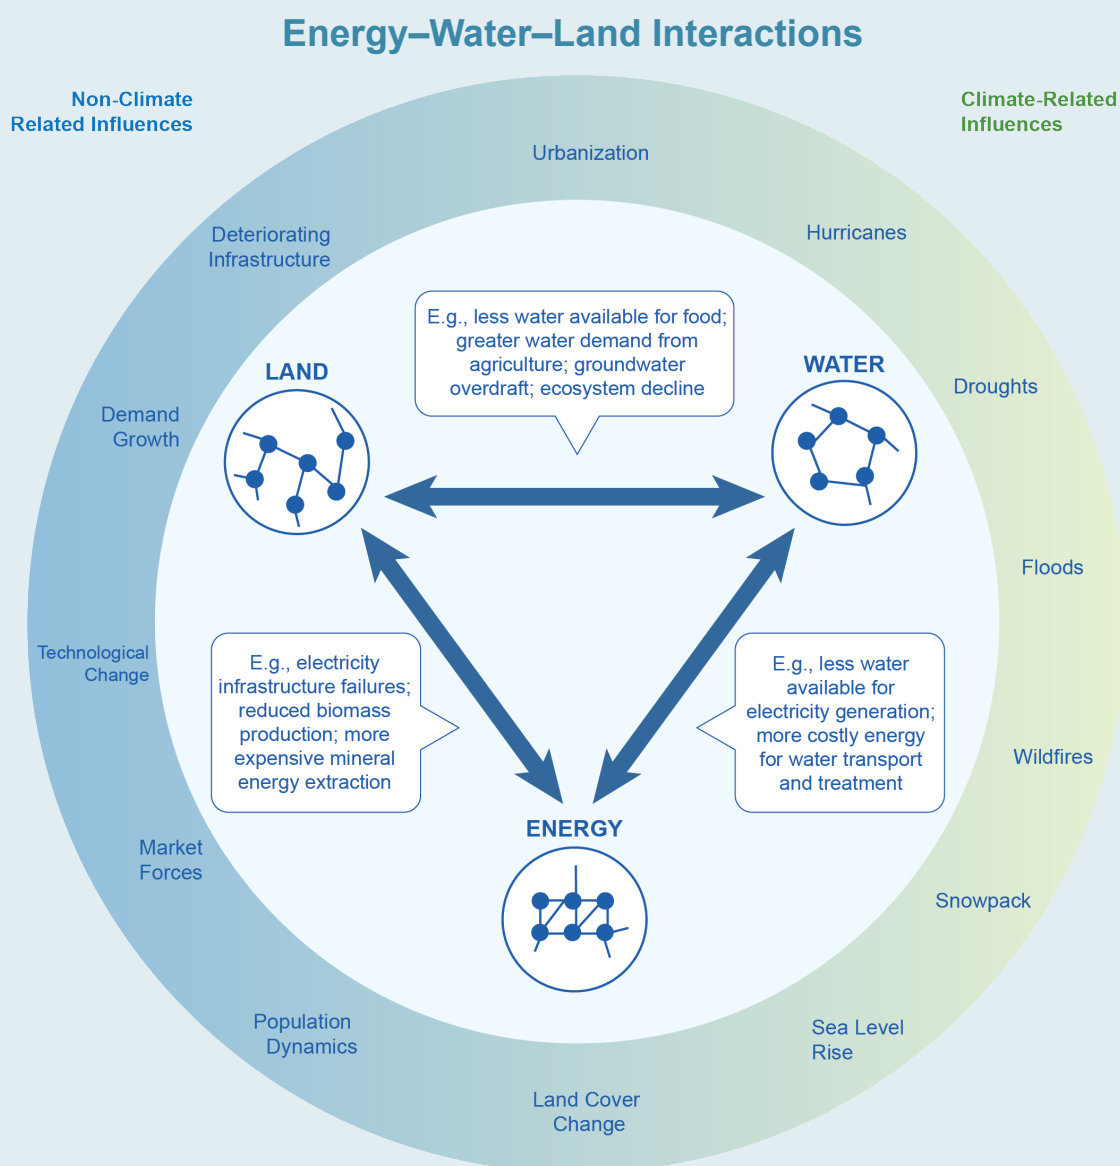 Energy–Water–Land Interactions
Non-Climate
Related Influences
Climate-Related
Influences
Urbanization
Deteriorating
Infrastructure
Hurricanes
E.g., less water available for food;
greater water demand from
agriculture; groundwater
overdraft; ecosystem decline
LAND
WATER
Demand
Growth
Droughts
Floods
Technological
Change
E.g., electricity
infrastructure failures;
reduced biomass
production; more
expensive mineral
energy extraction
E.g., less water
available for
electricity generation;
more costly energy
for water transport
and treatment
Wildfires
ENERGY
Market
Forces
Snowpack
Population
Dynamics
Sea Level
Rise
Land Cover
Change